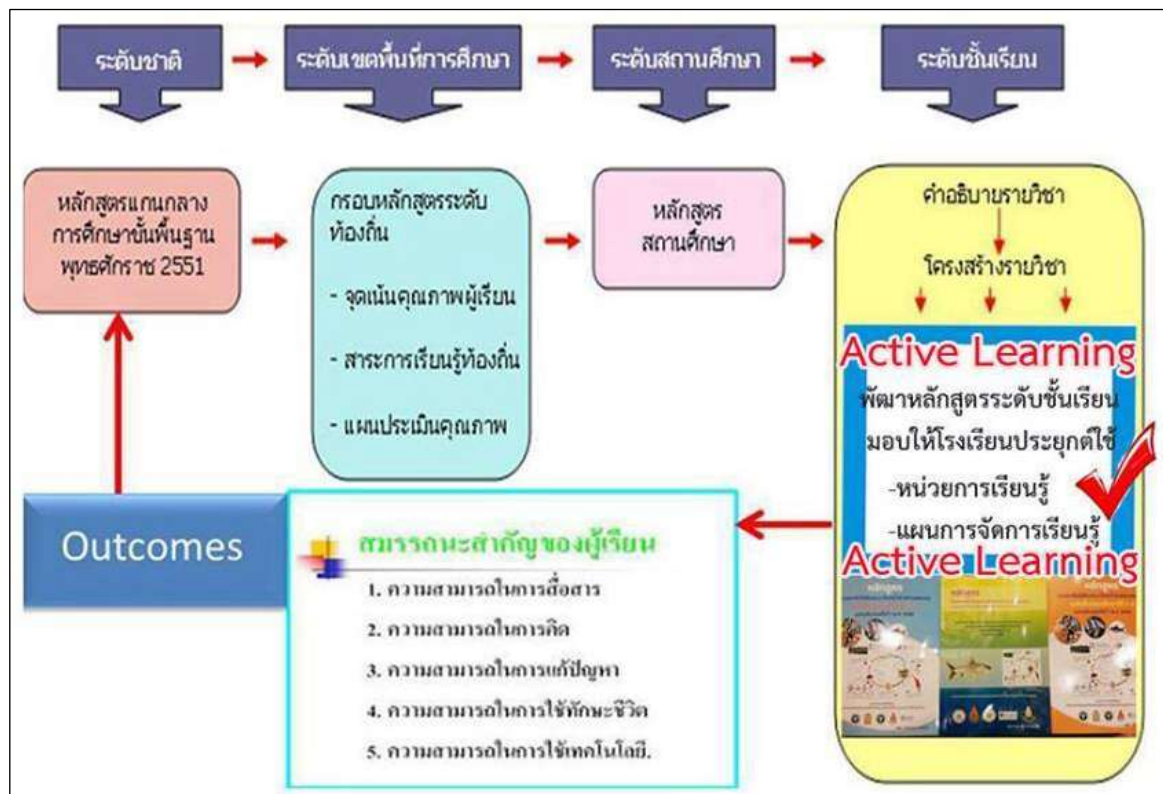 ระดับชาติ
ระดับเขตพื้นที่การศึกษา
ระดับสถานศึกษา
ระดับชั้นเรียน
หลักสูตรแกนกลาง
การศึกษาขั้นพื้นฐาน
พุทธศักราช 2551
กรอบหลักสูตรระดับ
ท้องถิ่น
- จุดเน้นคุณภาพผู้เรียน
- สาระการเรียนรู้ท้องถิ่น
- แผนประเมินคุณภาพ
หลักสูตร
สถานศึกษา
คำอธิบายรายวิชา
โครงสร้างรายวิชา
Active Learning
พัฒาหลักสูตรระดับชั้นเรียน
มอบให้โรงเรียนประยุกต์ใช้
-หน่วยการเรียนรู้
-แผนการจัดการเรียนรู้
Active Learning
หลักสูตร
หลักสูตร
หลักสูตร
Outcomes
สมรรถนะสำคัญของผู้เรียน
1. ความสามารถในการสื่อสาร
2. ความสามารถในการคิด
3. ความสามารถในการแก้ปัญหา
4. ความสามารถในการใช้ทักษะชีวิต
5. ความสามารถในการใช้เทคโนโลยี.